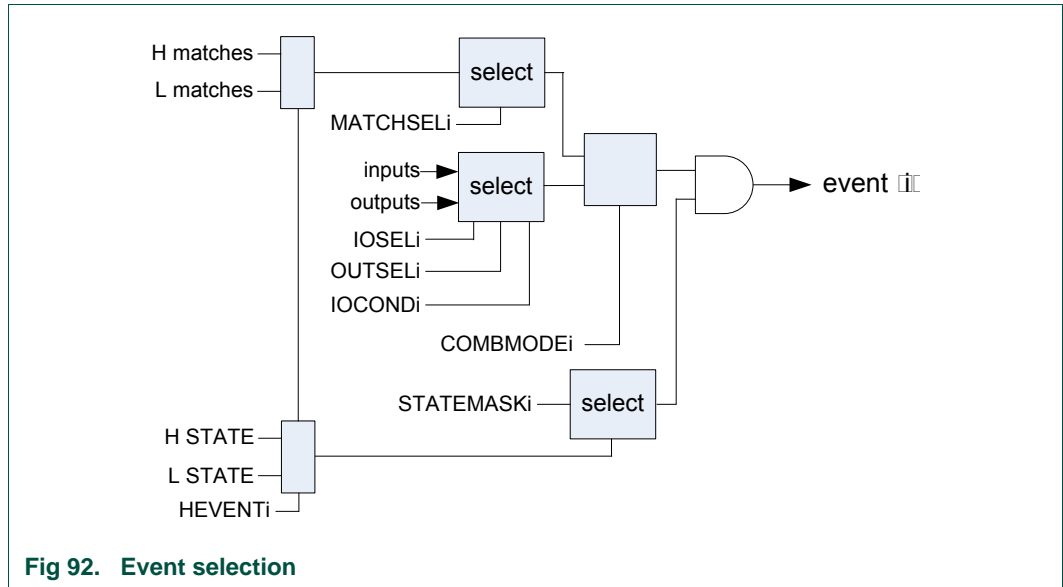 H matches
L matches
select
MATCHSELi
inputs
outputs
select
IOSELi
OUTSELi
IOCONDi
COMBMODEi
event i
STATEMASKi
select
H STATE
L STATE
HEVENTi
Fig 92. Event selection